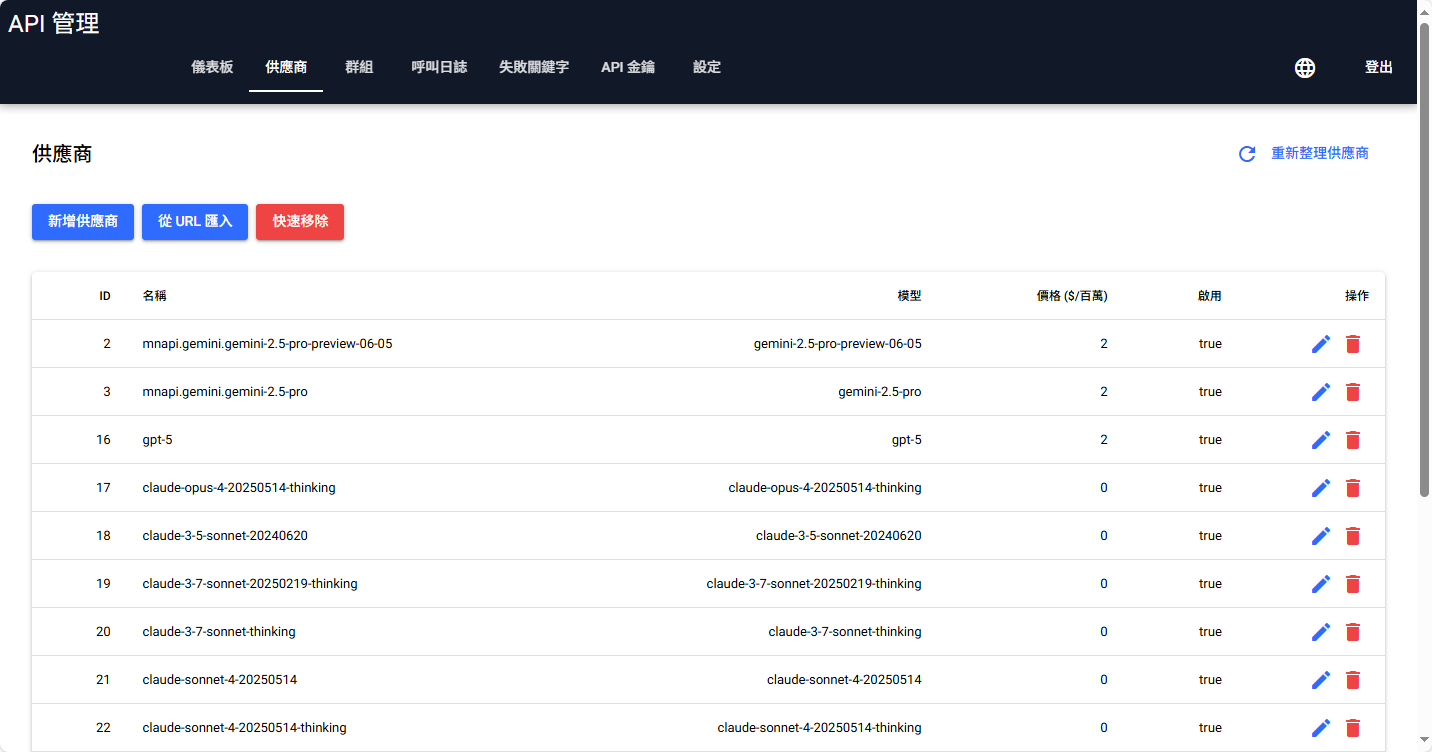 API 管理
儀表板 供應商 群組 呼叫日誌 失敗關鍵字 API 金鑰 設定 登出
供應商 重新整理供應商
新增供應商 從 URL 匯入 快速移除
ID 名稱 模型 價格 ($/百萬) 啟用 操作
2 mnapi.gemini.gemini-2.5-pro-preview-06-05 gemini-2.5-pro-preview-06-05 2 true
3 mnapi.gemini.gemini-2.5-pro gemini-2.5-pro 2 true
16 gpt-5 gpt-5 2 true
17 claude-opus-4-20250514-thinking claude-opus-4-20250514-thinking 0 true
18 claude-3-5-sonnet-20240620 claude-3-5-sonnet-20240620 0 true
19 claude-3-7-sonnet-20250219-thinking claude-3-7-sonnet-20250219-thinking 0 true
20 claude-3-7-sonnet-thinking claude-3-7-sonnet-thinking 0 true
21 claude-sonnet-4-20250514 claude-sonnet-4-20250514 0 true
22 claude-sonnet-4-20250514-thinking claude-sonnet-4-20250514-thinking 0 true